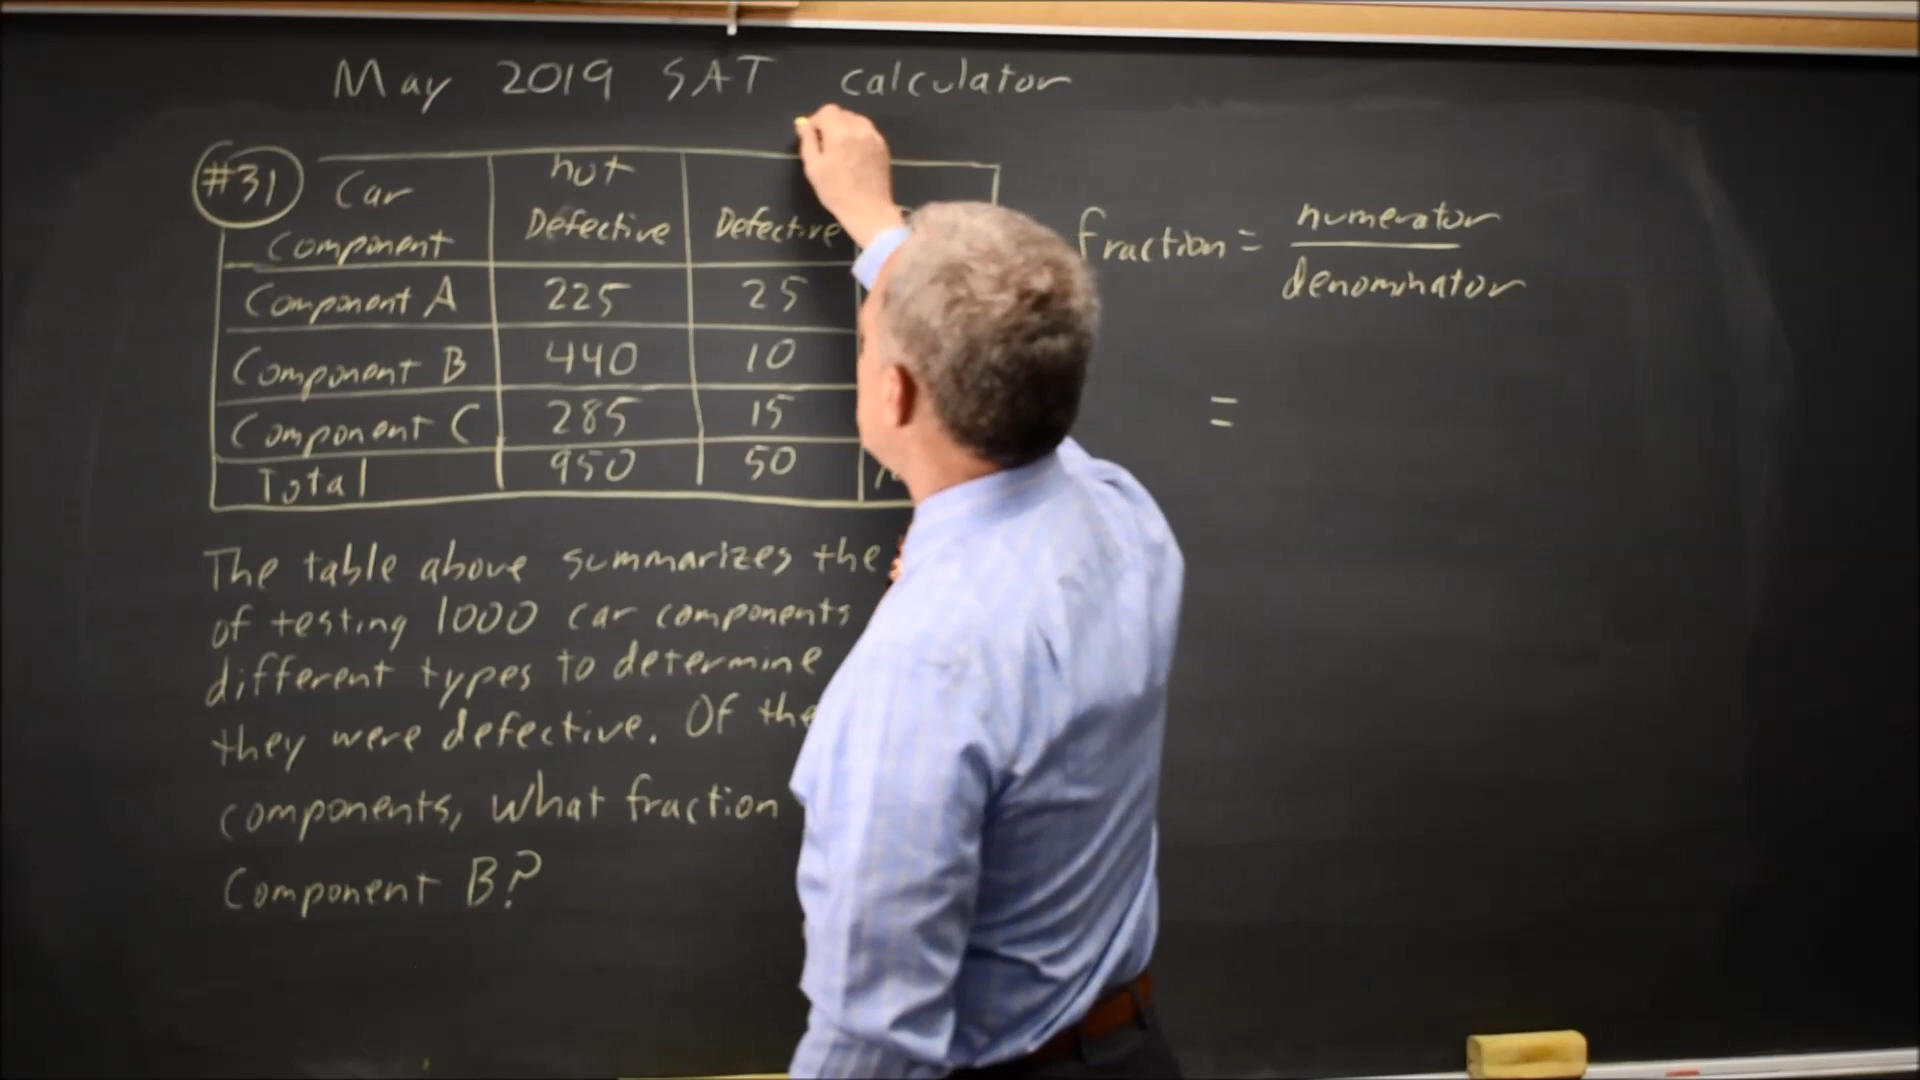 May 2019 SAT calculator
#31
Car Component not Defective Defective
Component A 225 25
Component B 440 10
Component C 285 15
Total 950 50
The table above summarizes the
of testing 1000 car components
different types to determine
they were defective. Of the
components, what fraction
Component B?
fraction = numerator
denominator
=